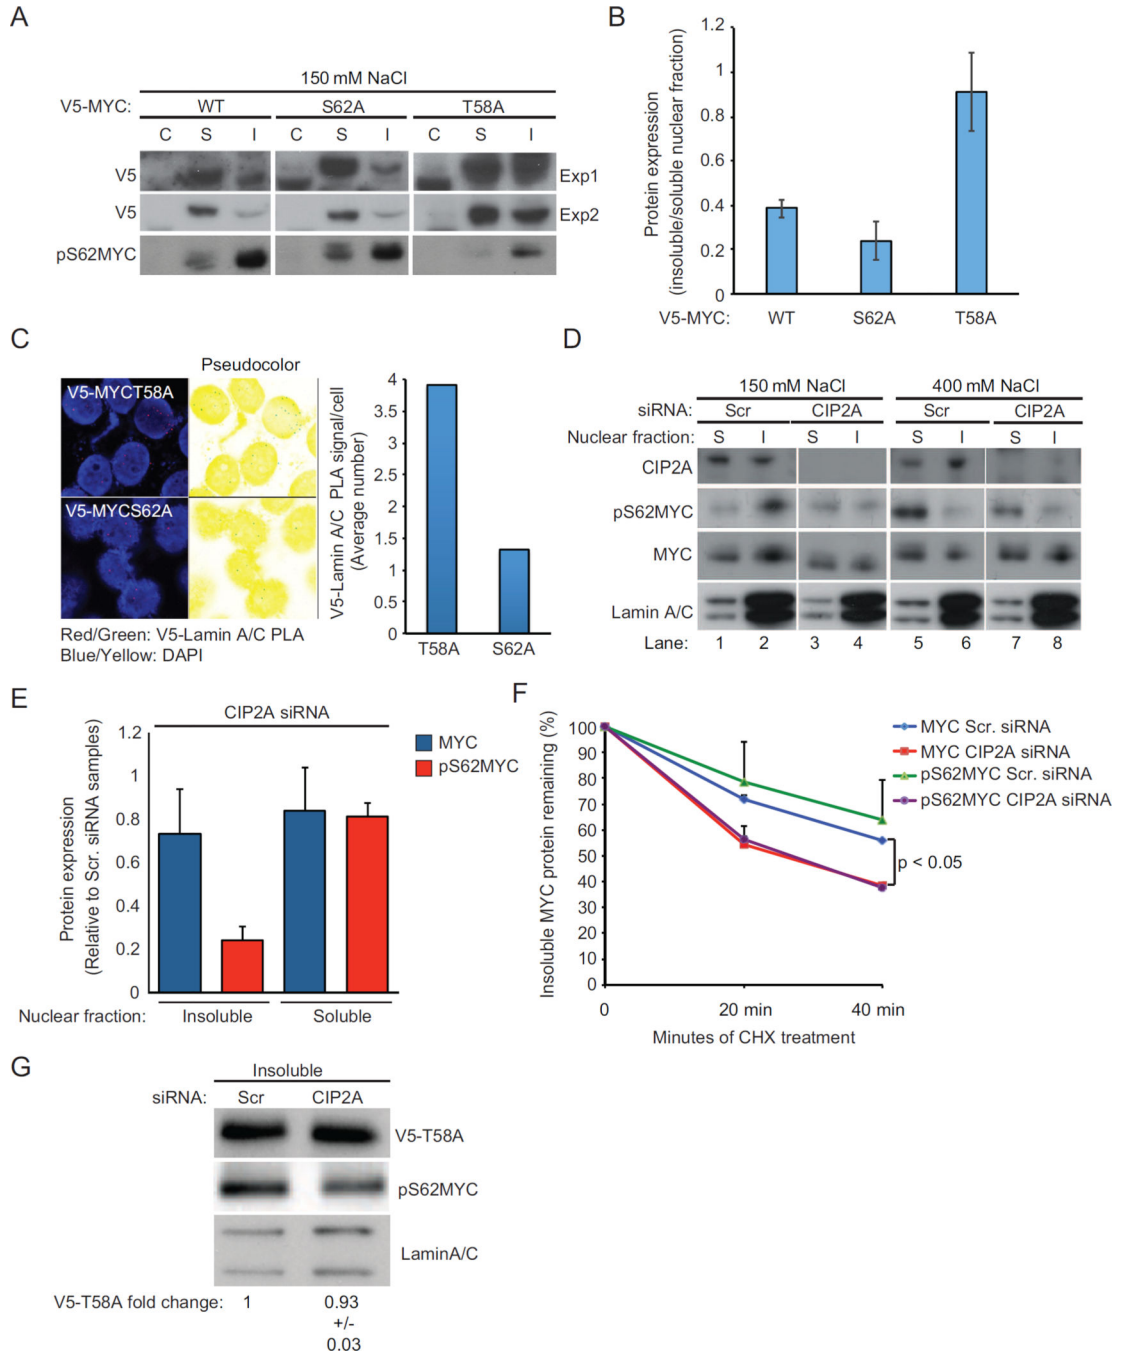 A
150 mM NaCl
V5-MYC: WT S62A T58A
C S I C S I C S I
V5 Exp1
V5 Exp2
pS62MYC
B
Protein expression
(insoluble/soluble nuclear fraction)
1.2
1
0.8
0.6
0.4
0.2
0
V5-MYC: WT S62A T58A
C
Pseudocolor
V5-MYCT58A
V5-MYCS62A
Red/Green: V5-Lamin A/C PLA
Blue/Yellow: DAPI
V5-Lamin A/C PLA signal/cell
(Average number)
4
3.5
3
2.5
2
1.5
1
0.5
0
T58A S62A
D
150 mM NaCl 400 mM NaCl
siRNA: Scr CIP2A Scr CIP2A
Nuclear fraction: S I S I S I S I
CIP2A
pS62MYC
MYC
Lamin A/C
Lane: 1 2 3 4 5 6 7 8
E
CIP2A siRNA
Protein expression
(Relative to Scr. siRNA samples)
1.2
1
0.8
0.6
0.4
0.2
0
MYC
pS62MYC
Nuclear fraction: Insoluble Soluble
F
Insoluble MYC protein remaining (%)
100
90
80
70
60
50
40
30
20
10
0
0 20 min 40 min
Minutes of CHX treatment
MYC Scr. siRNA
MYC CIP2A siRNA
pS62MYC Scr. siRNA
pS62MYC CIP2A siRNA
p < 0.05
G
Insoluble
siRNA: Scr CIP2A
V5-T58A
pS62MYC
LaminA/C
V5-T58A fold change: 1 0.93
+/-
0.03